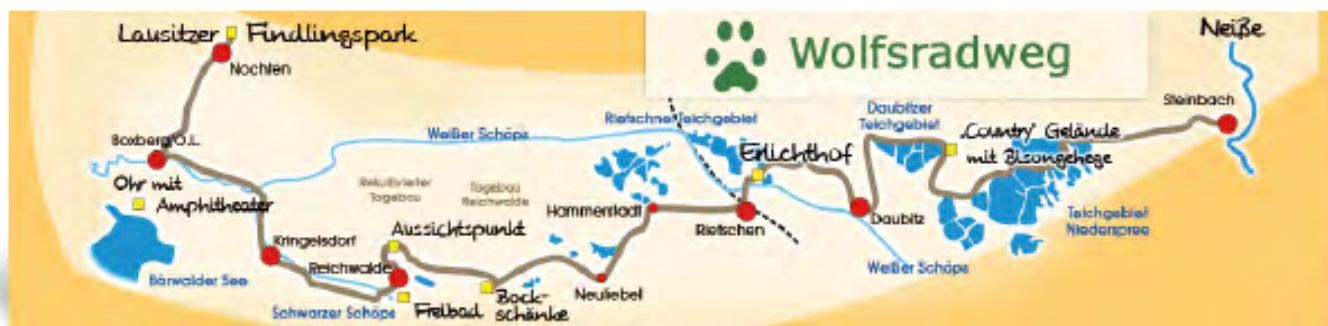 Lausitzer Findlingspark
Nochten
Wolfsradweg
Neiße
Steinbach
Boxberg/O.L.
Weißer Schöps
Rietschner Teichgebiet
Daubitzer
Teichgebiet
"Country" Gelände
mit Bisongehege
Erlichthof
Ohr mit
Amphitheater
Rekultivierter
Tagebau
Tagebau
Reichwalde
Hammerstadt
Rietschen
Daubitz
Teichgebiet
Niederspree
Aussichtspunkt
Kringelsdorf
Reichwalde
Bärwalder See
Weißer Schöps
Schwarzer Schöps
Freibad
Bock-
schänke
Neuliebel